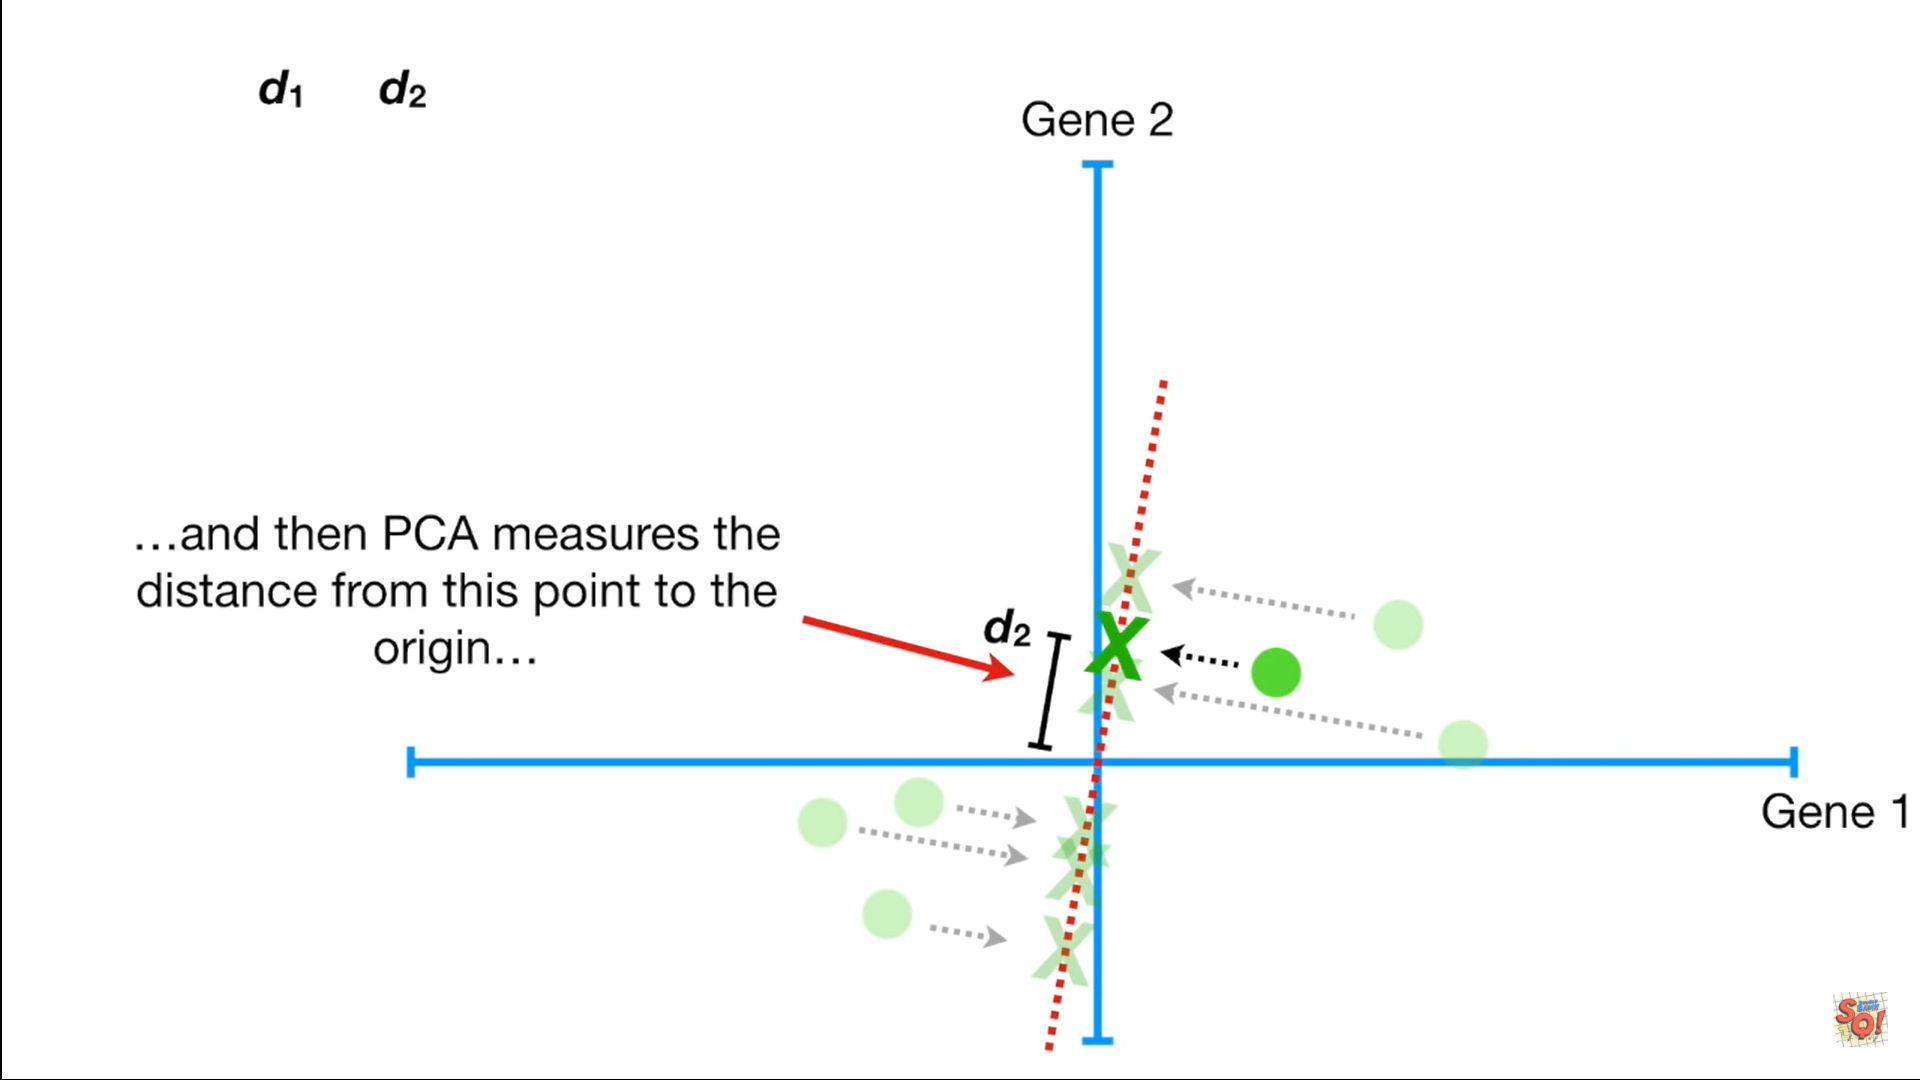 d₁ d₂
Gene 2
…and then PCA measures the
distance from this point to the
origin…
d₂
Gene 1
SQ!